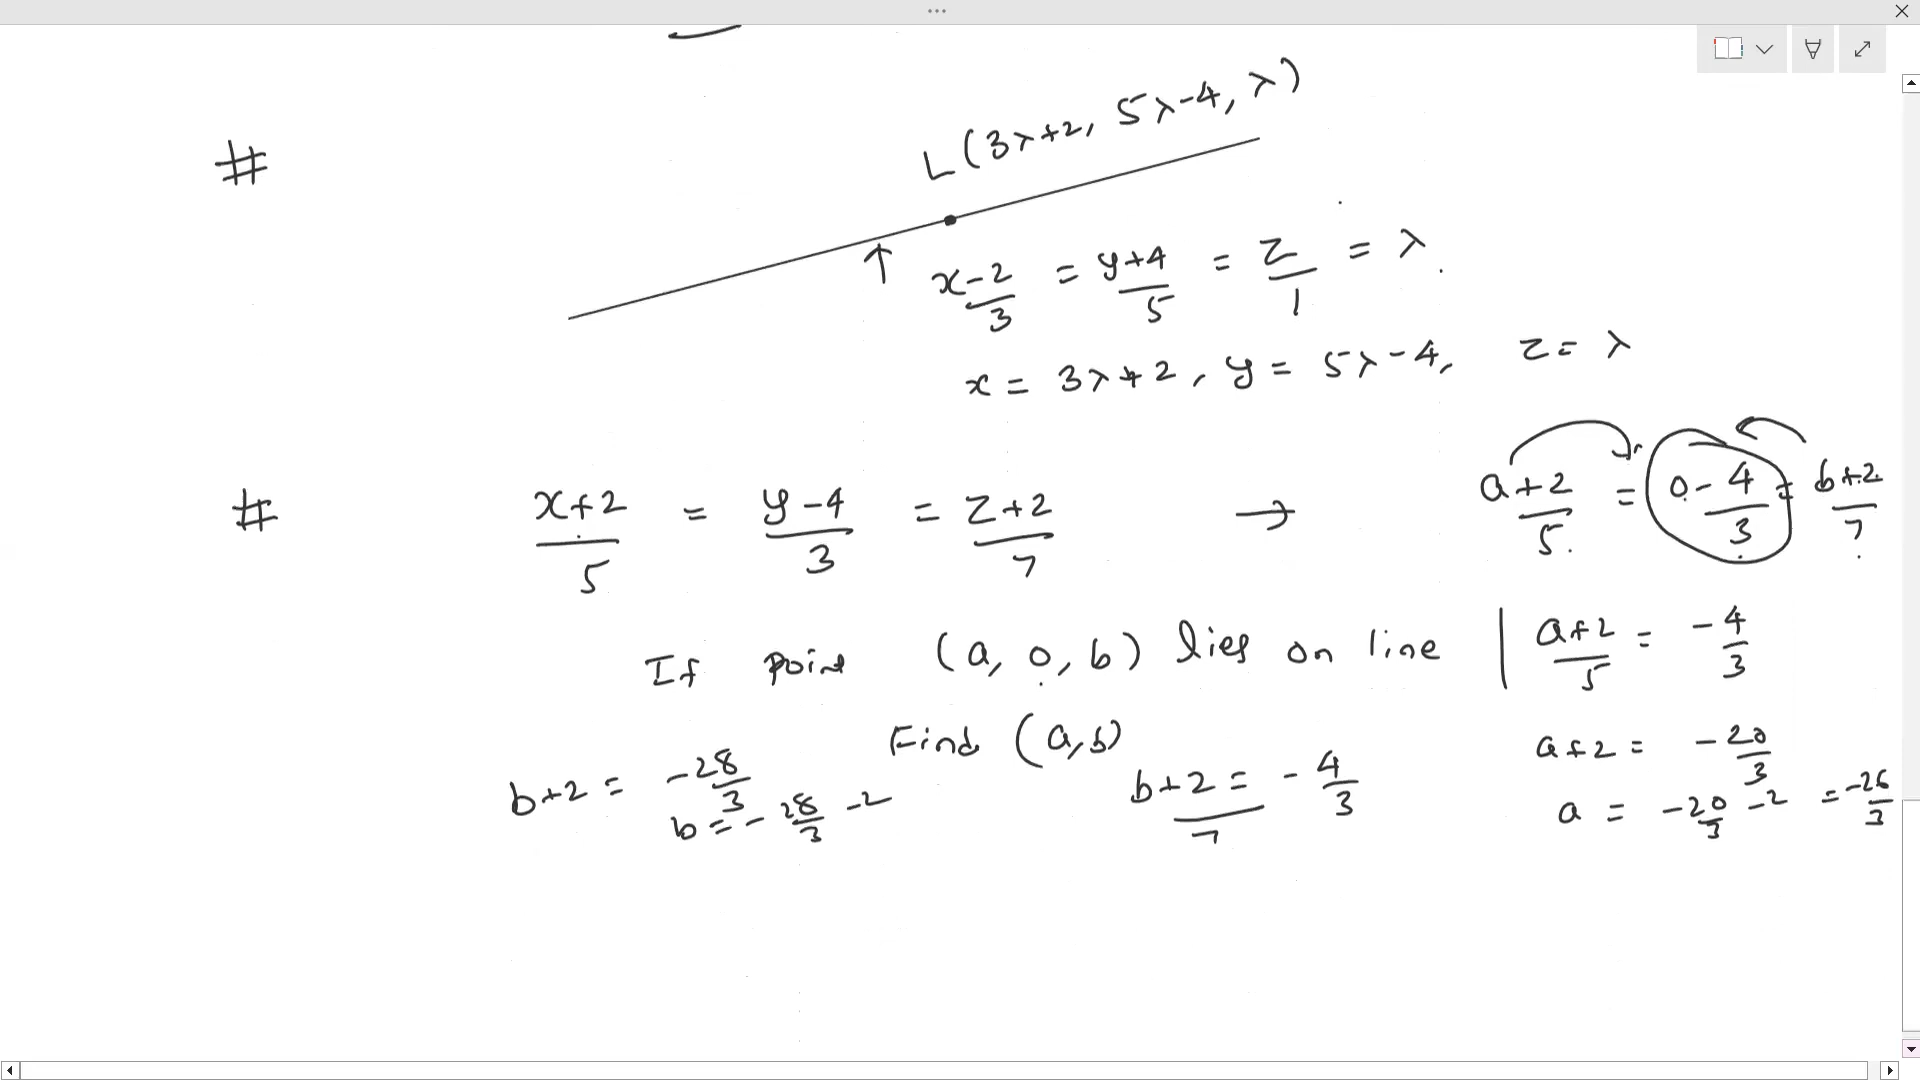 # L(3λ+2, 5λ-4, λ)
x-2/3 = y+4/5 = z/1 = λ
x = 3λ+2, y = 5λ-4, z = λ
# x+2/5 = y-4/3 = z+2/7 → a+2/5 = 0-4/3 = b+2/7
If point (a, 0, b) lies on line | a+2/5 = -4/3
Find (a,b)
b+2/7 = -4/3
b+2 = -28/3
b = -28/3 -2
a+2 = -20/3
a = -20/3 -2 = -26/3